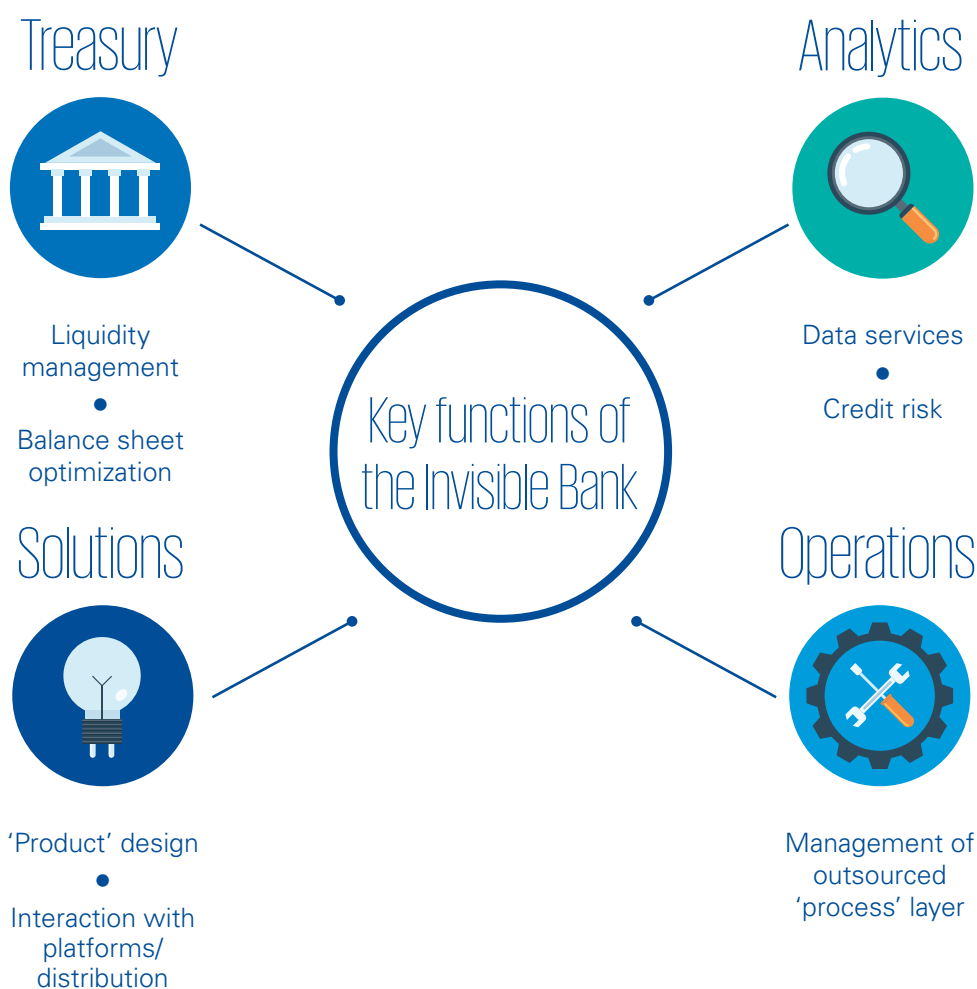 Treasury
Liquidity
management
•
Balance sheet
optimization
Analytics
Data services
•
Credit risk
Key functions of
the Invisible Bank
Solutions
‘Product’ design
•
Interaction with
platforms/
distribution
Operations
Management of
outsourced
‘process’ layer